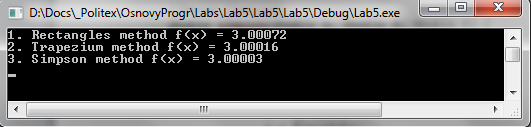 D:\Docs\_Politex\OsnovyProgr\Labs\Lab5\Lab5\Lab5\Debug\Lab5.exe
1. Rectangles method f(x) = 3.00072
2. Trapezium method f(x) = 3.00016
3. Simpson method f(x) = 3.00003